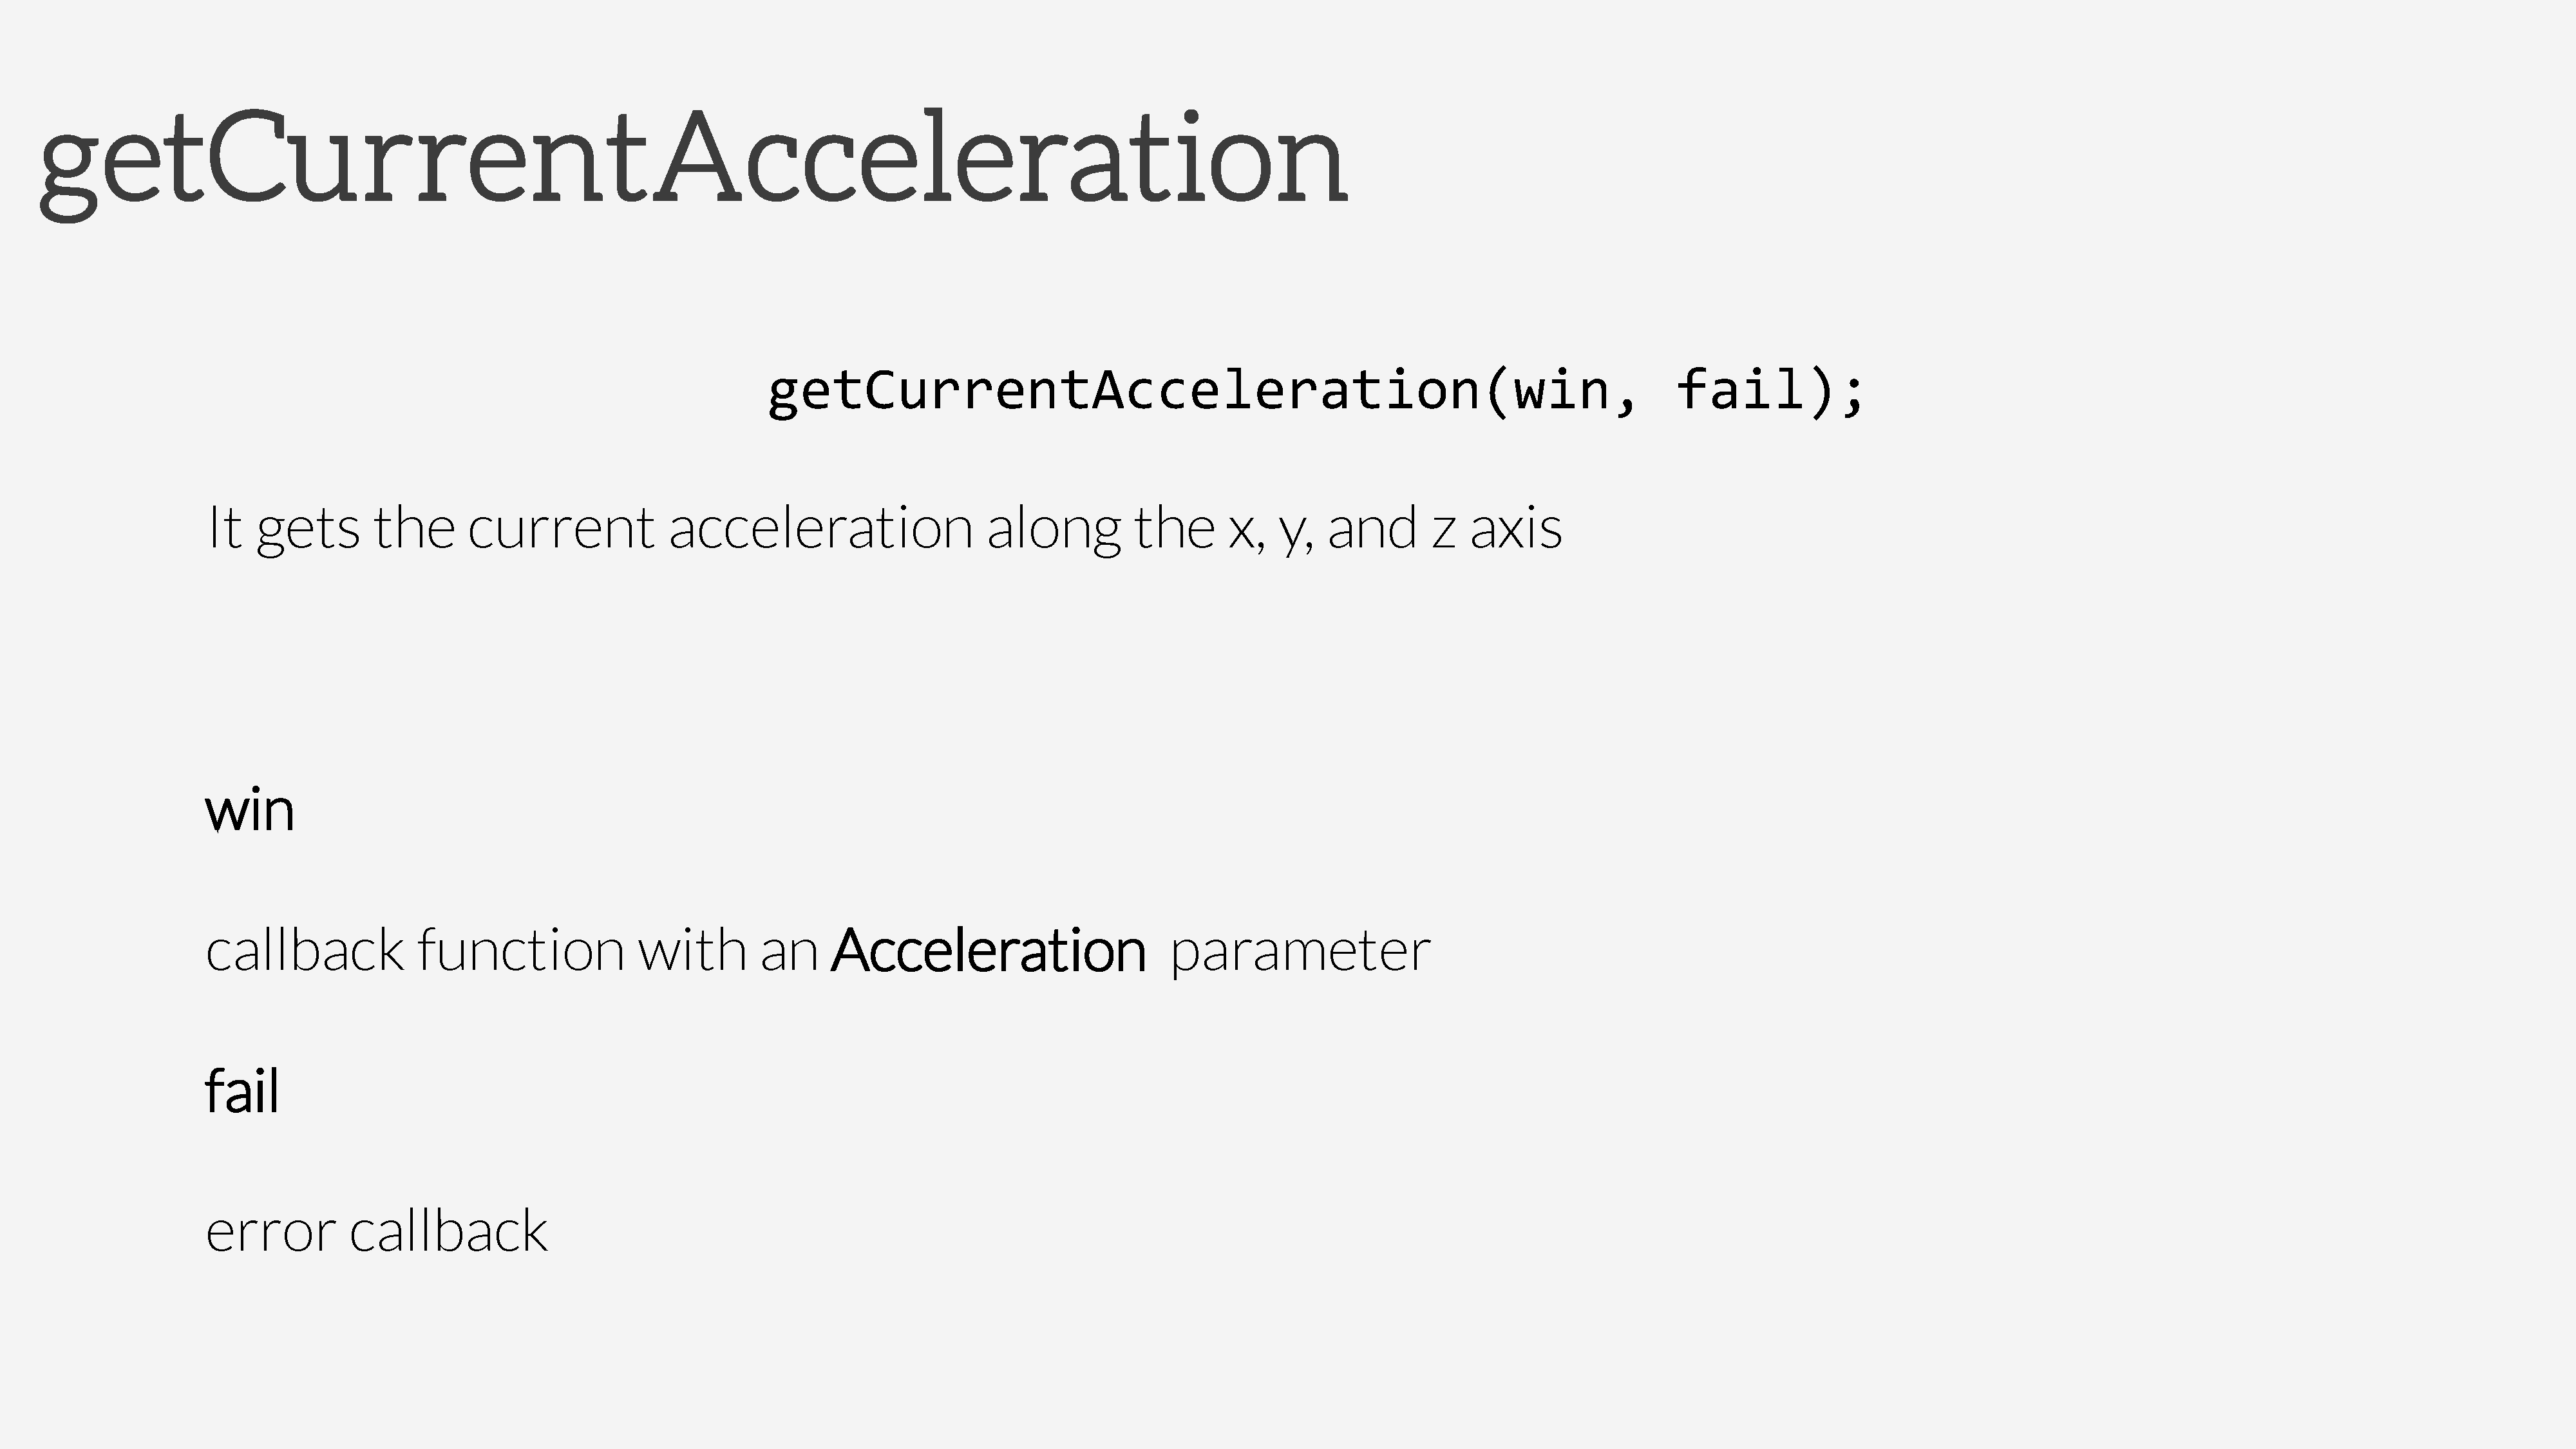 getCurrentAcceleration
getCurrentAcceleration(win, fail);
It gets the current acceleration along the x, y, and z axis
win
callback function with an Acceleration parameter
fail
error callback